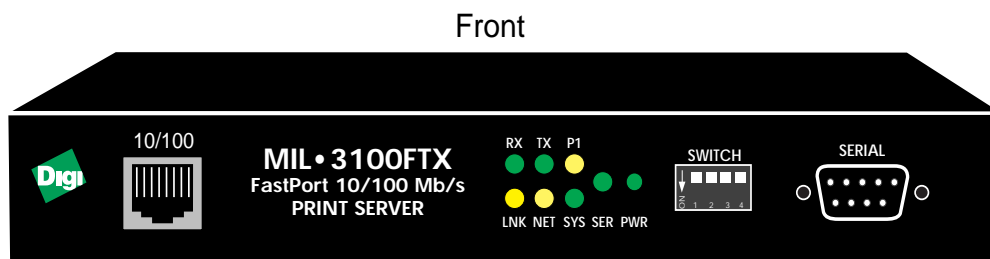 Front
Digi
10/100
MIL•3100FTX
FastPort 10/100 Mb/s
PRINT SERVER
RX TX P1
LNK NET SYS SER PWR
SWITCH
ON 1 2 3 4
SERIAL